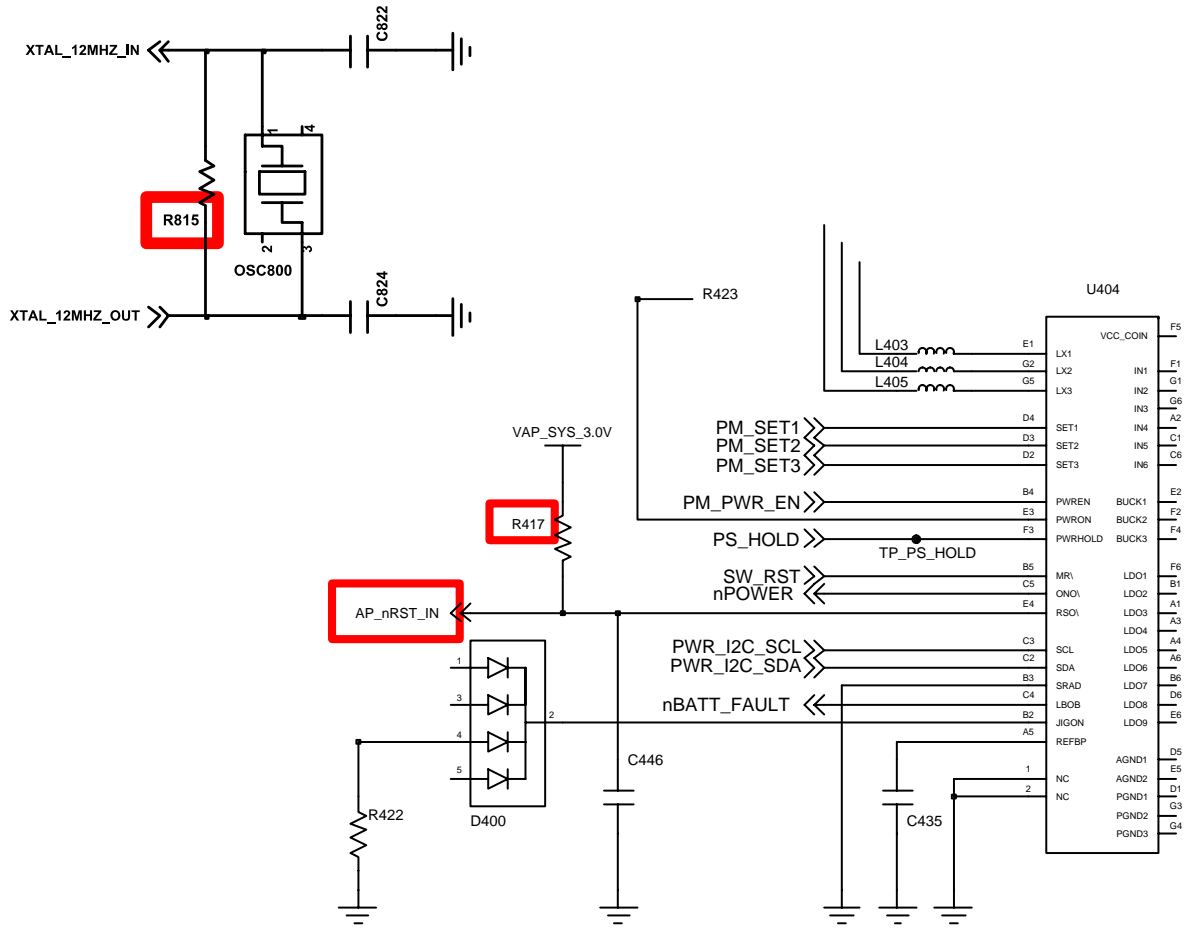 C822
XTAL_12MHZ_IN
1
4
R815
2
3
OSC800
C824
XTAL_12MHZ_OUT
R423
U404
VCC_COIN F5
L403 E1 LX1
L404 G2 LX2 IN1 F1
L405 G5 LX3 IN2 G1
IN3 G6
VAP_SYS_3.0V
PM_SET1 D4 SET1 IN4 A2
PM_SET2 D3 SET2 IN5 C1
PM_SET3 D2 SET3 IN6 C6
PM_PWR_EN B4 PWREN BUCK1 E2
R417
E3 PWRON BUCK2 F2
PS_HOLD F3 PWRHOLD BUCK3 F4
TP_PS_HOLD
SW_RST B5 MR\ LDO1 F6
nPOWER C5 ONO\ LDO2 B1
AP_nRST_IN E4 RSO\ LDO3 A1
LDO4 A3
PWR_I2C_SCL C3 SCL LDO5 A4
PWR_I2C_SDA C2 SDA LDO6 A6
B3 SRAD LDO7 B6
nBATT_FAULT C4 LBOB LDO8 D6
B2 JIGON LDO9 E6
A5 REFBP
1
3
2
4
5
D400
R422
C446
C435
AGND1 D5
1 NC AGND2 E5
2 NC PGND1 D1
PGND2 G3
PGND3 G4